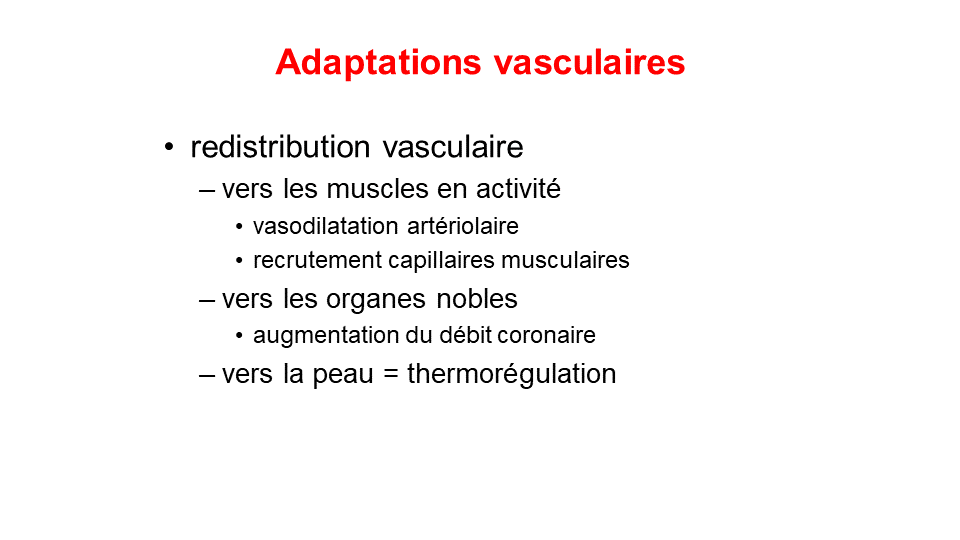 Adaptations vasculaires
• redistribution vasculaire
– vers les muscles en activité
• vasodilatation artériolaire
• recrutement capillaires musculaires
– vers les organes nobles
• augmentation du débit coronaire
– vers la peau = thermorégulation